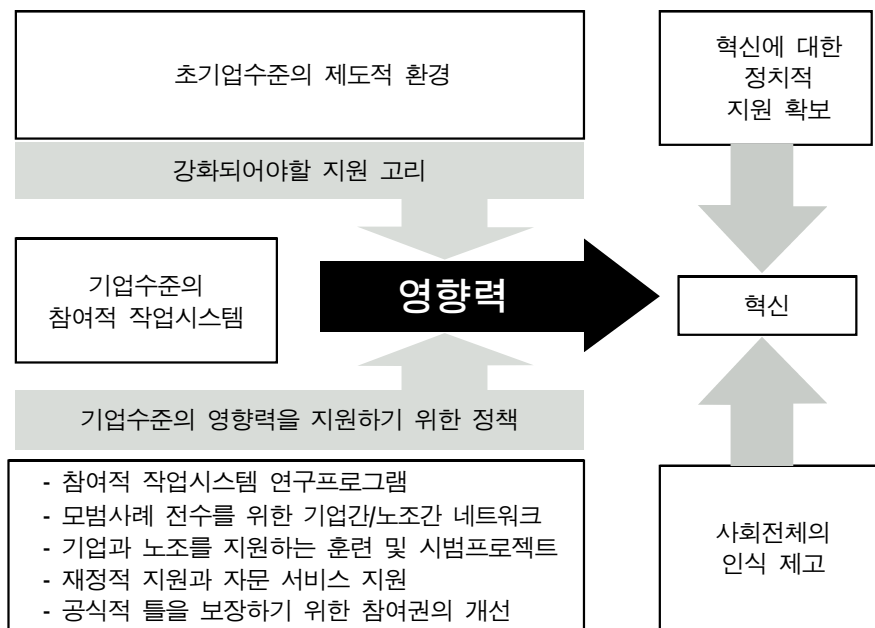 초기업수준의 제도적 환경
강화되어야할 지원 고리
기업수준의
참여적 작업시스템
영향력
기업수준의 영향력을 지원하기 위한 정책
- 참여적 작업시스템 연구프로그램
- 모범사례 전수를 위한 기업간/노조간 네트워크
- 기업과 노조를 지원하는 훈련 및 시범프로젝트
- 재정적 지원과 자문 서비스 지원
- 공식적 틀을 보장하기 위한 참여권의 개선
혁신에 대한
정치적
지원 확보
혁신
사회전체의
인식 제고